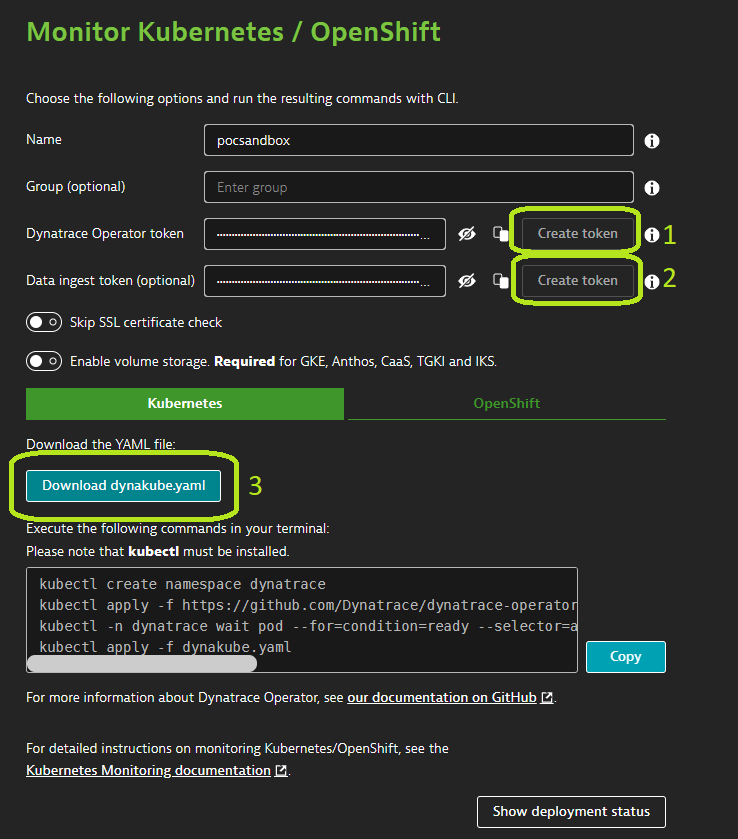 Monitor Kubernetes / OpenShift
Choose the following options and run the resulting commands with CLI.
Name
pocsandbox
Group (optional)
Enter group
Dynatrace Operator token
Create token
1
Data ingest token (optional)
Create token
2
Skip SSL certificate check
Enable volume storage. Required for GKE, Anthos, CaaS, TGKI and IKS.
Kubernetes
OpenShift
Download the YAML file:
Download dynakube.yaml
3
Execute the following commands in your terminal:
Please note that kubectl must be installed.
kubectl create namespace dynatrace
kubectl apply -f https://github.com/Dynatrace/dynatrace-operator
kubectl -n dynatrace wait pod --for=condition=ready --selector=a
kubectl apply -f dynakube.yaml
Copy
For more information about Dynatrace Operator, see our documentation on GitHub.
For detailed instructions on monitoring Kubernetes/OpenShift, see the
Kubernetes Monitoring documentation.
Show deployment status